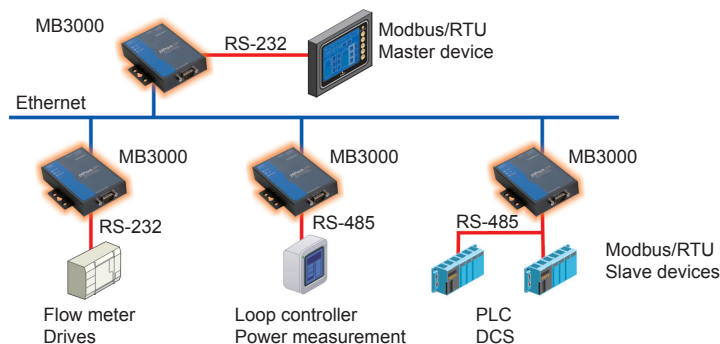 MB3000
RS-232
Modbus/RTU
Master device
Ethernet
MB3000
MB3000
MB3000
RS-232
RS-485
RS-485
Modbus/RTU
Slave devices
Flow meter
Drives
Loop controller
Power measurement
PLC
DCS